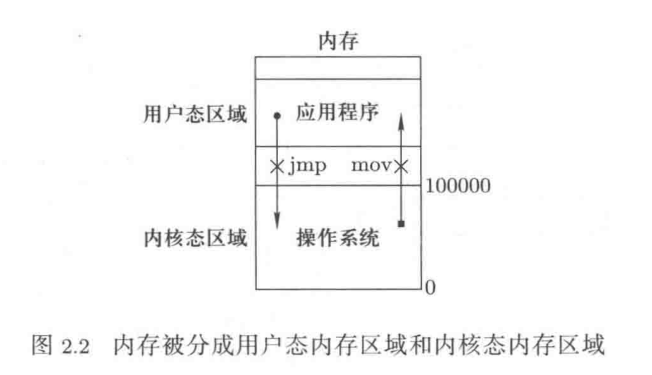 内存
用户态区域
应用程序
jmp mov
100000
内核态区域
操作系统
0
图 2.2 内存被分成用户态内存区域和内核态内存区域